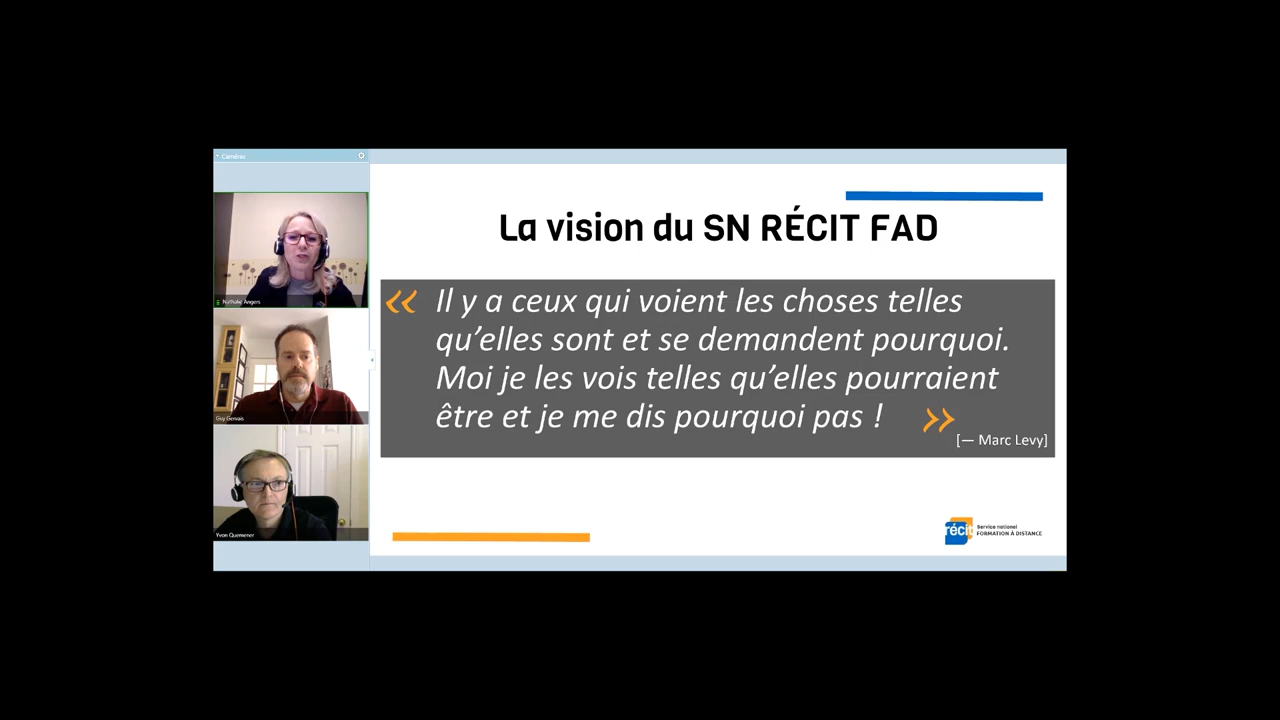 Caméras
Nathalie Angers
Guy Gervais
Yvon Quemener
La vision du SN RÉCIT FAD
« Il y a ceux qui voient les choses telles
qu’elles sont et se demandent pourquoi.
Moi je les vois telles qu’elles pourraient
être et je me dis pourquoi pas ! »
[— Marc Levy]
récit
Service national
FORMATION À DISTANCE